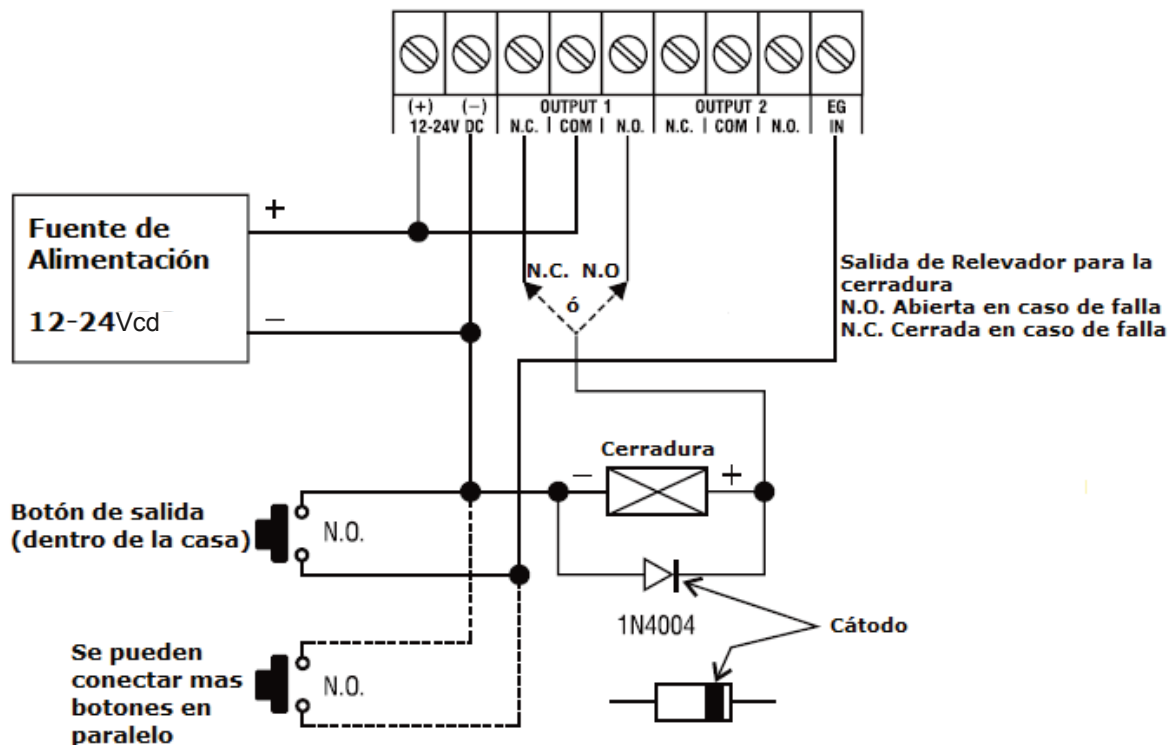 (+) (−) OUTPUT 1 OUTPUT 2 EG
12-24V DC N.C. | COM | N.O. N.C. | COM | N.O. IN
+
Fuente de
Alimentación
12-24Vcd
−
N.C. N.O
ó
Salida de Relevador para la
cerradura
N.O. Abierta en caso de falla
N.C. Cerrada en caso de falla
Cerradura
− +
Botón de salida
(dentro de la casa)
N.O.
1N4004
Cátodo
Se pueden
conectar mas
botones en
paralelo
N.O.